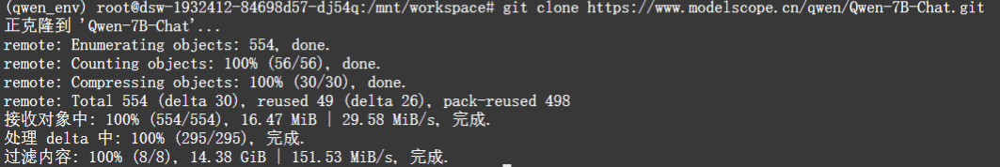 (qwen_env) root@dsw-1932412-84698d57-dj54q:/mnt/workspace# git clone https://www.modelscope.cn/qwen/Qwen-7B-Chat.git
正克隆到 'Qwen-7B-Chat'...
remote: Enumerating objects: 554, done.
remote: Counting objects: 100% (56/56), done.
remote: Compressing objects: 100% (30/30), done.
remote: Total 554 (delta 30), reused 49 (delta 26), pack-reused 498
接收对象中: 100% (554/554), 16.47 MiB | 29.58 MiB/s, 完成.
处理 delta 中: 100% (295/295), 完成.
过滤内容: 100% (8/8), 14.38 GiB | 151.53 MiB/s, 完成.